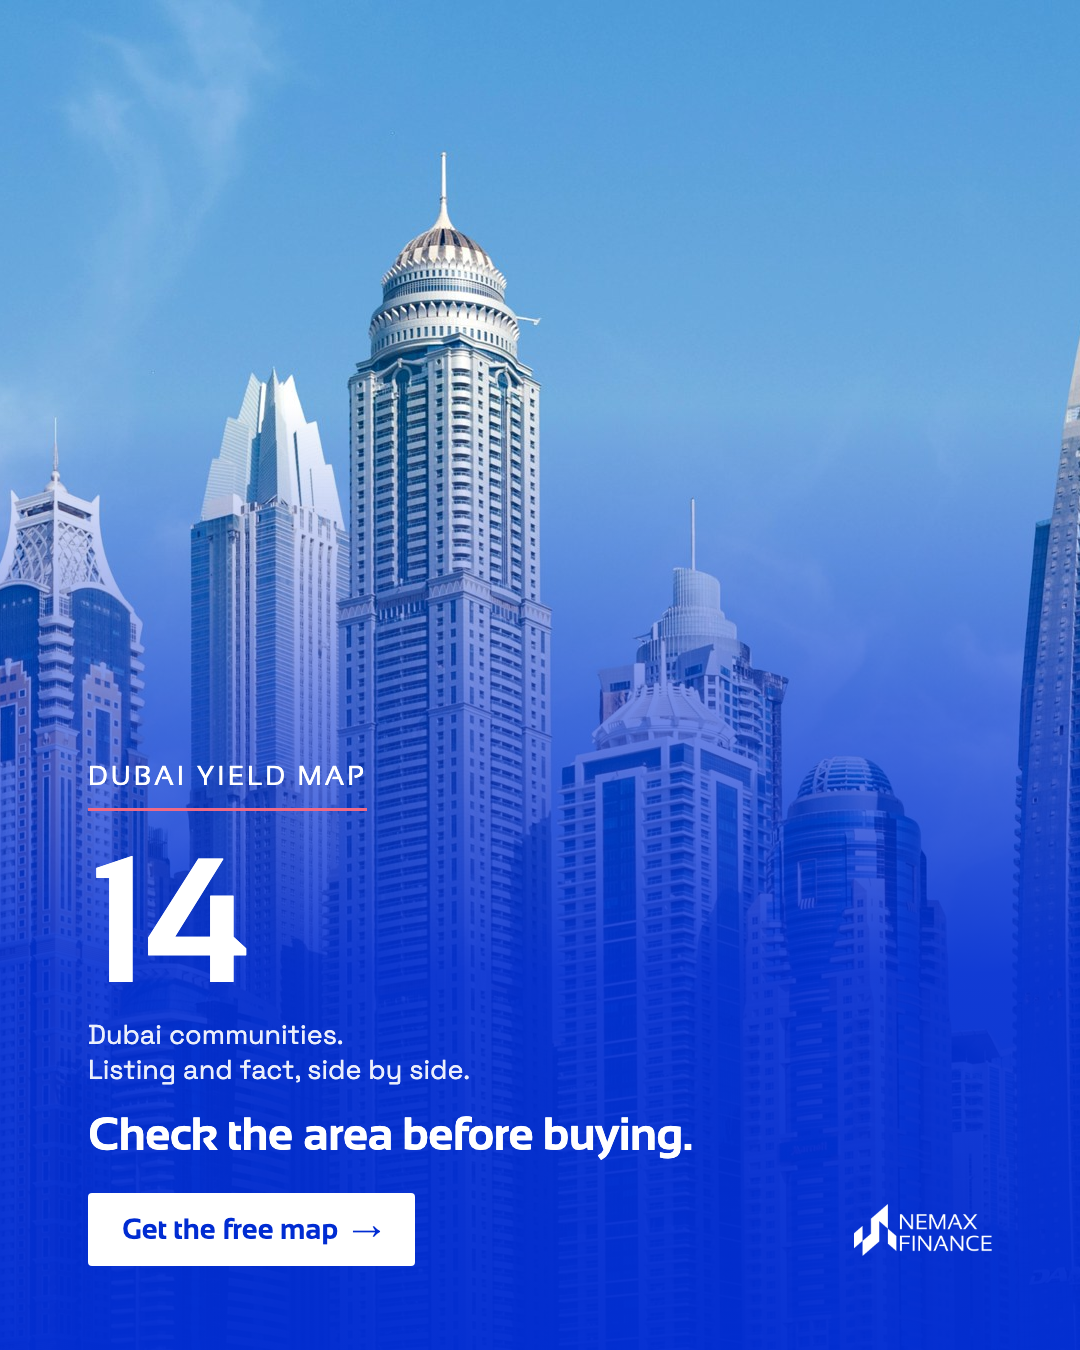 DUBAI YIELD MAP
14
Dubai communities.
Listing and fact, side by side.
Check the area before buying.
Get the free map →
NEMAX
FINANCE